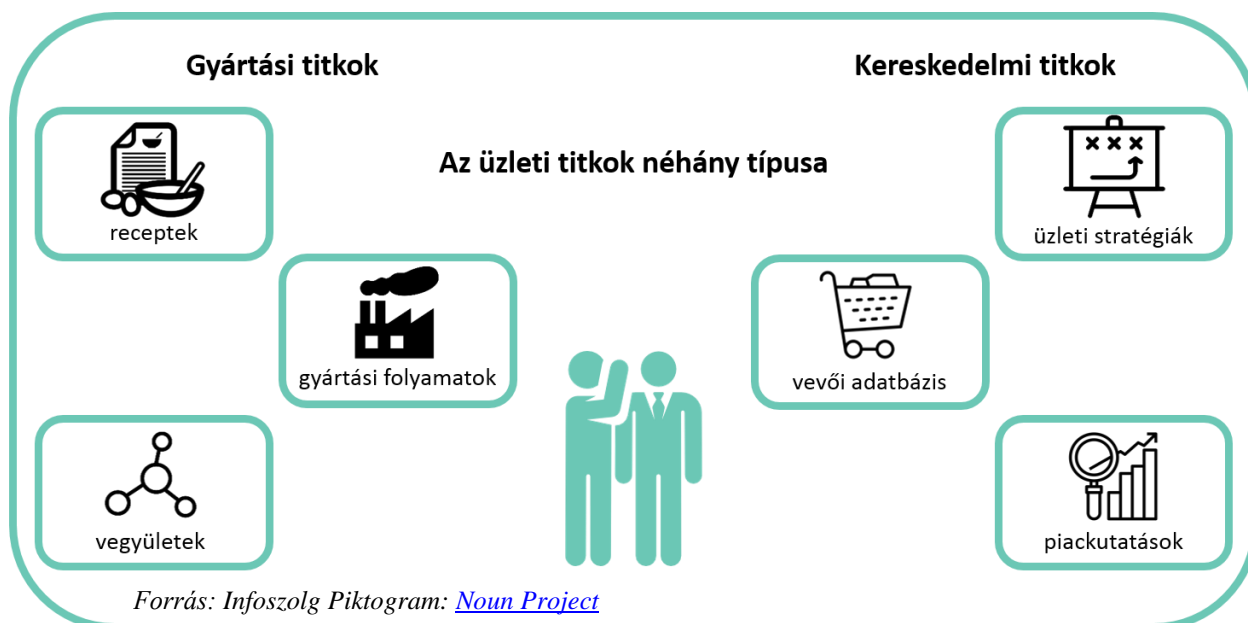 Gyártási titkok
Kereskedelmi titkok
Az üzleti titkok néhány típusa
receptek
üzleti stratégiák
gyártási folyamatok
vevői adatbázis
vegyületek
piackutatások
Forrás: Infoszolg Piktogram: Noun Project